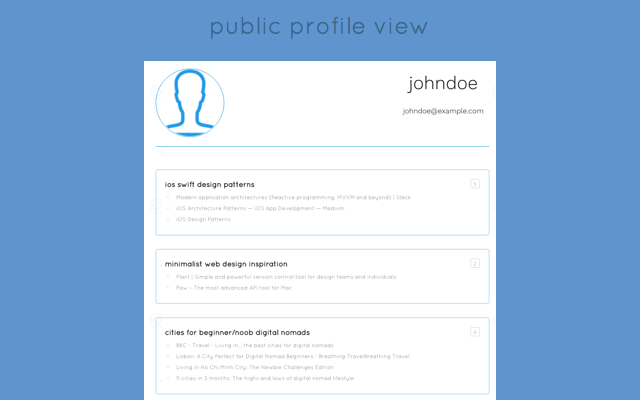 public profile view
johndoe
johndoe@example.com
ios swift design patterns
3
- Modern application architectures (Reactive programming, MVVM and beyond) | Slack
- iOS Architecture Patterns — iOS App Development — Medium
- iOS Design Patterns
minimalist web design inspiration
2
- Plant | Simple and powerful version control tool for design teams and individuals
- Paw – The most advanced API tool for Mac
cities for beginner/noob digital nomads
4
- BBC - Travel - Living in… the best cities for digital nomads
- Lisbon: A City Perfect for Digital Nomad Beginners - Breathing TravelBreathing Travel
- Living in Ho Chi Minh City: The Newbie Challenges Edition
- 11 cities in 3 months: The highs and lows of digital nomad lifestyle